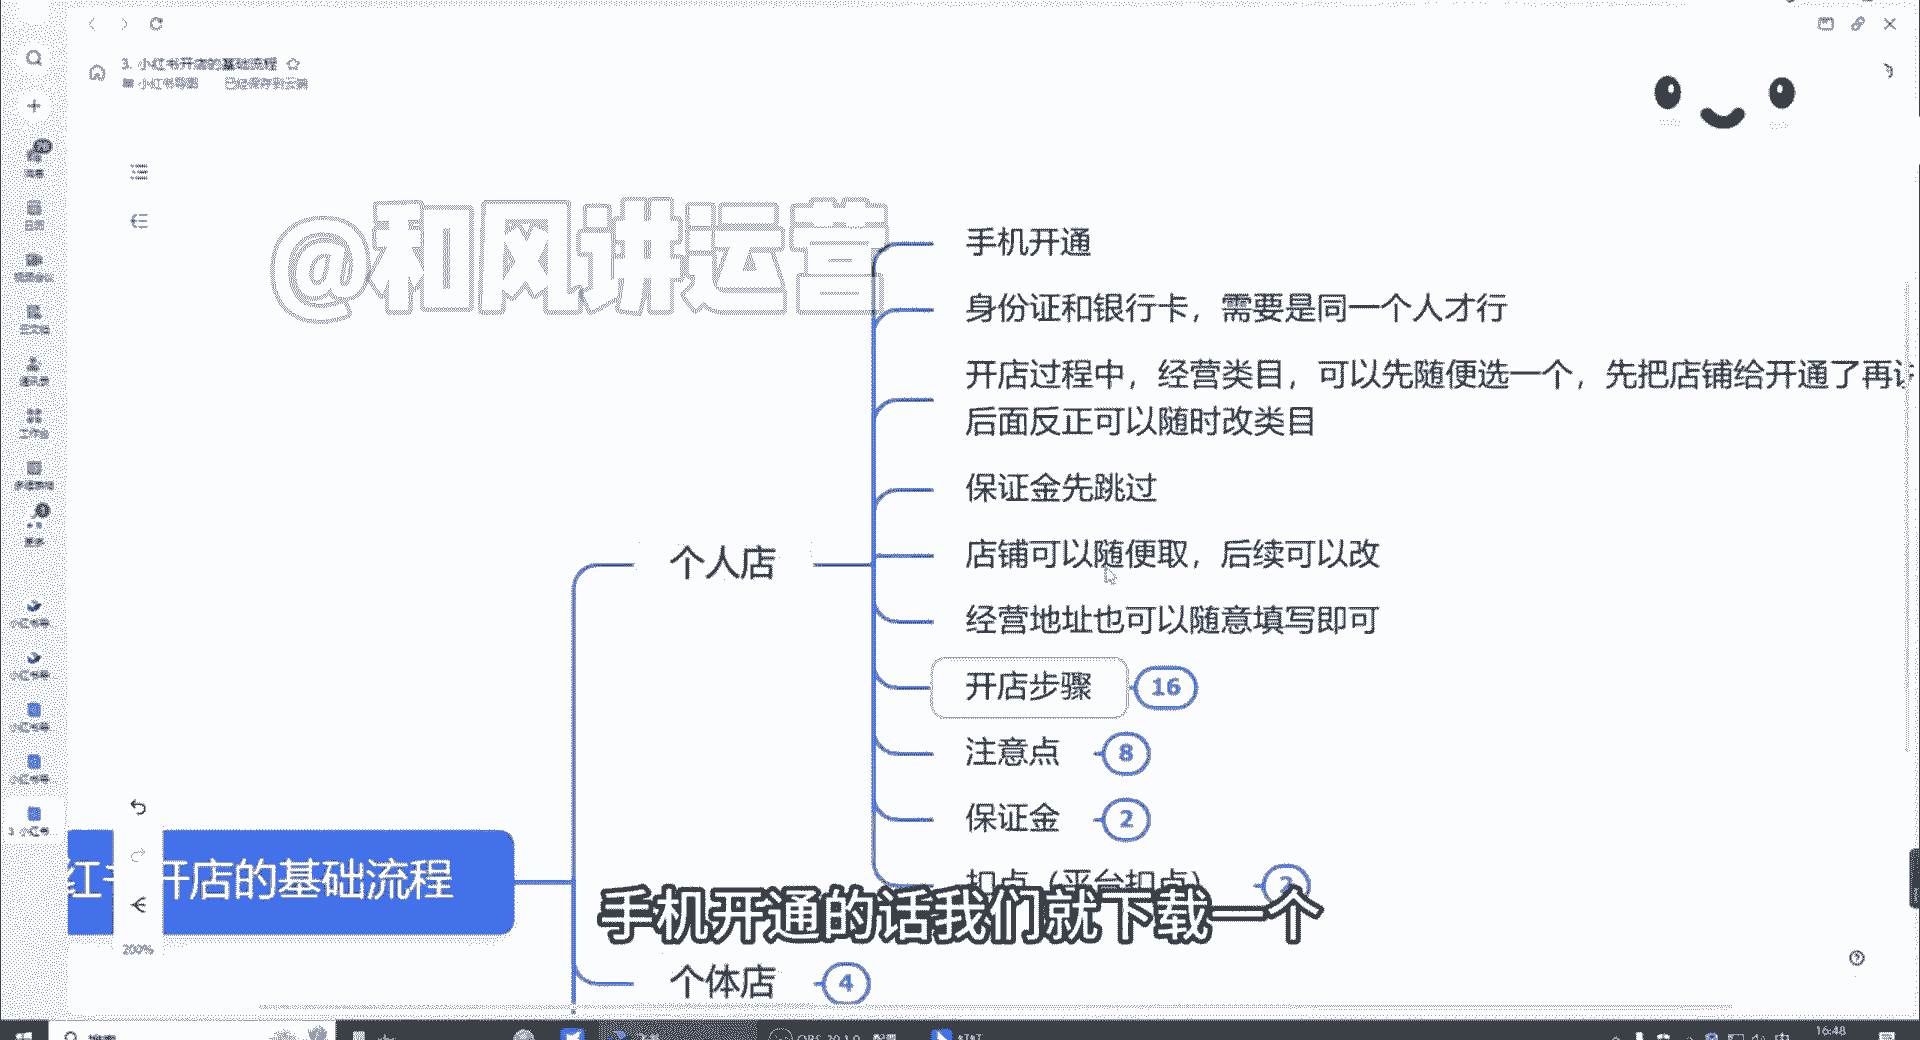 3. 小红书开店的基础流程
小红书导图 已经保存到云端
@和风讲运营
手机开通
身份证和银行卡，需要是同一个人才行
开店过程中，经营类目，可以先随便选一个，先把店铺给开通了再
后面反正可以随时改类目
保证金先跳过
个人店
店铺可以随便取，后续可以改
经营地址也可以随意填写即可
开店步骤 16
注意点 8
保证金 2
扣点（平台扣点） 2
开店的基础流程
手机开通的话我们就下载一个
200%
个体店 4
16:48